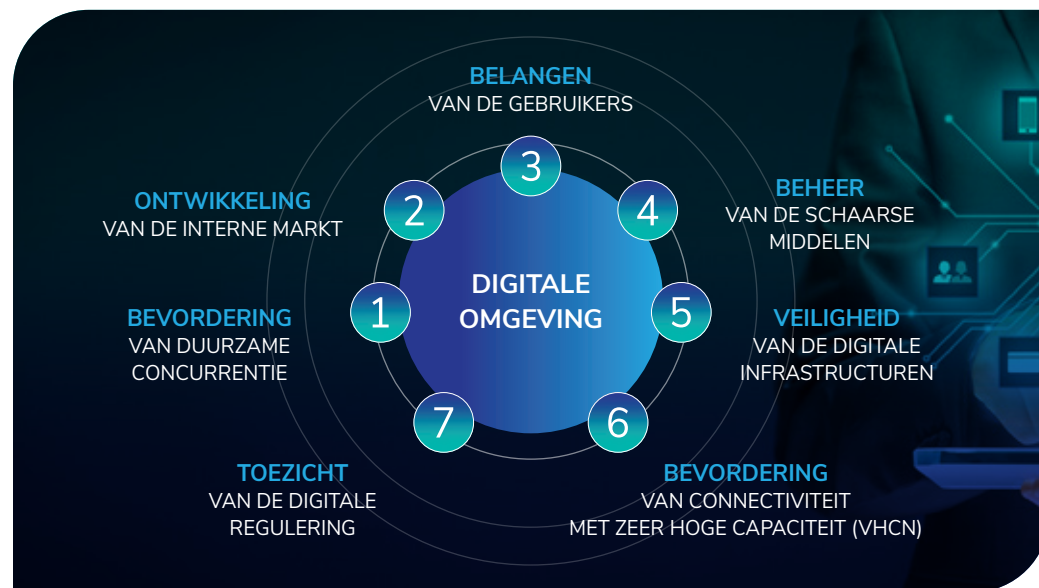 BELANGEN
VAN DE GEBRUIKERS
3
2
4
ONTWIKKELING
VAN DE INTERNE MARKT
BEHEER
VAN DE SCHAARSE
MIDDELEN
DIGITALE
OMGEVING
1
5
BEVORDERING
VAN DUURZAME
CONCURRENTIE
VEILIGHEID
VAN DE DIGITALE
INFRASTRUCTUREN
7
6
TOEZICHT
VAN DE DIGITALE
REGULERING
BEVORDERING
VAN CONNECTIVITEIT
MET ZEER HOGE CAPACITEIT (VHCN)